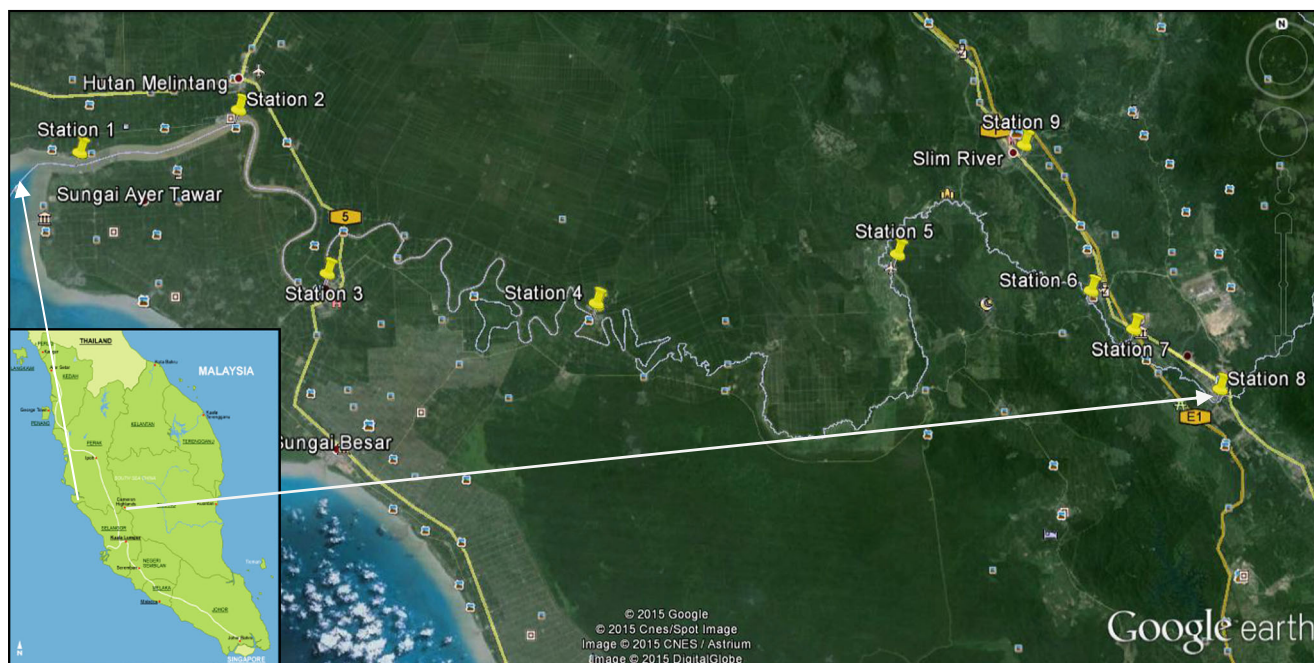 N
Hutan Melintang
Station 2
Station 1
Sungai Ayer Tawar
5
Station 3
Station 4
Station 5
Station 9
Slim River
Station 6
Station 7
Station 8
E1
Sungai Besar
THAILAND
MALAYSIA
KEDAH
PENANG
PERAK
KELANTAN
TERENGGANU
Cameron
Highlands
SELANGOR
Kuala Lumpur
NEGERI
SEMBILAN
MELAKA
JOHOR
SINGAPORE
N
© 2015 Google
© 2015 Cnes/Spot Image
Image © 2015 CNES / Astrium
Image © 2015 DigitalGlobe
Google earth